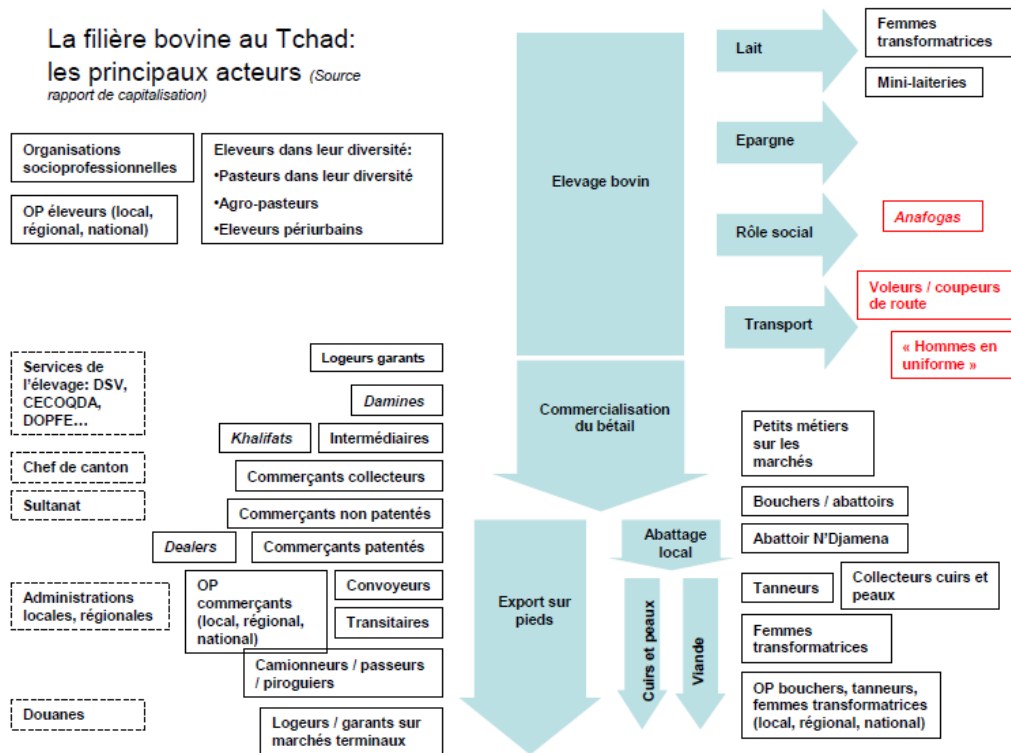 La filière bovine au Tchad:
les principaux acteurs (Source
rapport de capitalisation)
Organisations
socioprofessionnelles
OP éleveurs (local,
régional, national)
Eleveurs dans leur diversité:
•Pasteurs dans leur diversité
•Agro-pasteurs
•Eleveurs périurbains
Elevage bovin
Lait
Femmes
transformatrices
Mini-laiteries
Epargne
Rôle social
Anafogas
Transport
Voleurs / coupeurs
de route
« Hommes en
uniforme »
Services de
l'élevage: DSV,
CECOQDA,
DOPFE…
Chef de canton
Sultanat
Administrations
locales, régionales
Douanes
Logeurs garants
Damines
Khalifats
Intermédiaires
Commerçants collecteurs
Commerçants non patentés
Dealers
Commerçants patentés
OP
commerçants
(local, régional,
national)
Convoyeurs
Transitaires
Camionneurs / passeurs
/ piroguiers
Logeurs / garants sur
marchés terminaux
Commercialisation
du bétail
Export sur
pieds
Abattage
local
Cuirs et peaux
Viande
Petits métiers
sur les
marchés
Bouchers / abattoirs
Abattoir N'Djamena
Tanneurs
Collecteurs cuirs et
peaux
Femmes
transformatrices
OP bouchers, tanneurs,
femmes transformatrices
(local, régional, national)